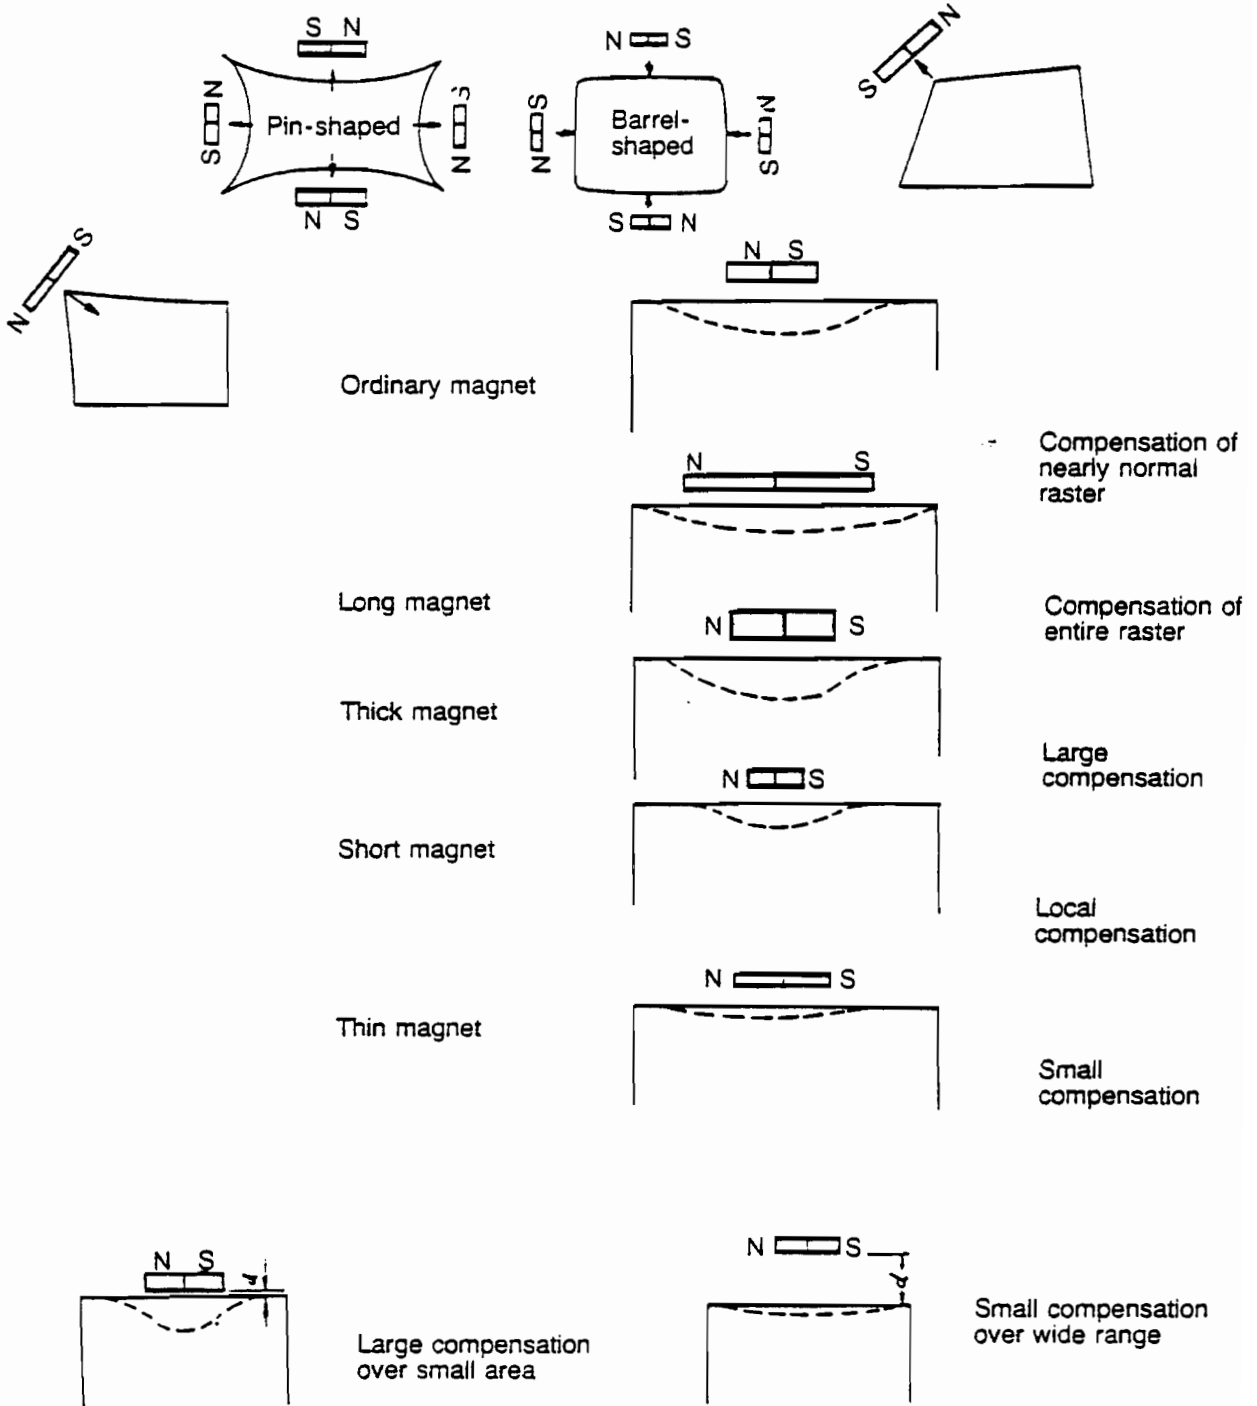 S N
N
S
Pin-shaped
S
N
N S
N S
S
N
Barrel-
shaped
N
S
S N
N
S
S
N
N S
Ordinary magnet
Compensation of
nearly normal
raster
N S
Long magnet
Compensation of
entire raster
N S
Thick magnet
Large
compensation
N S
Short magnet
Local
compensation
N S
Thin magnet
Small
compensation
N S
d
Large compensation
over small area
N S
d
Small compensation
over wide range